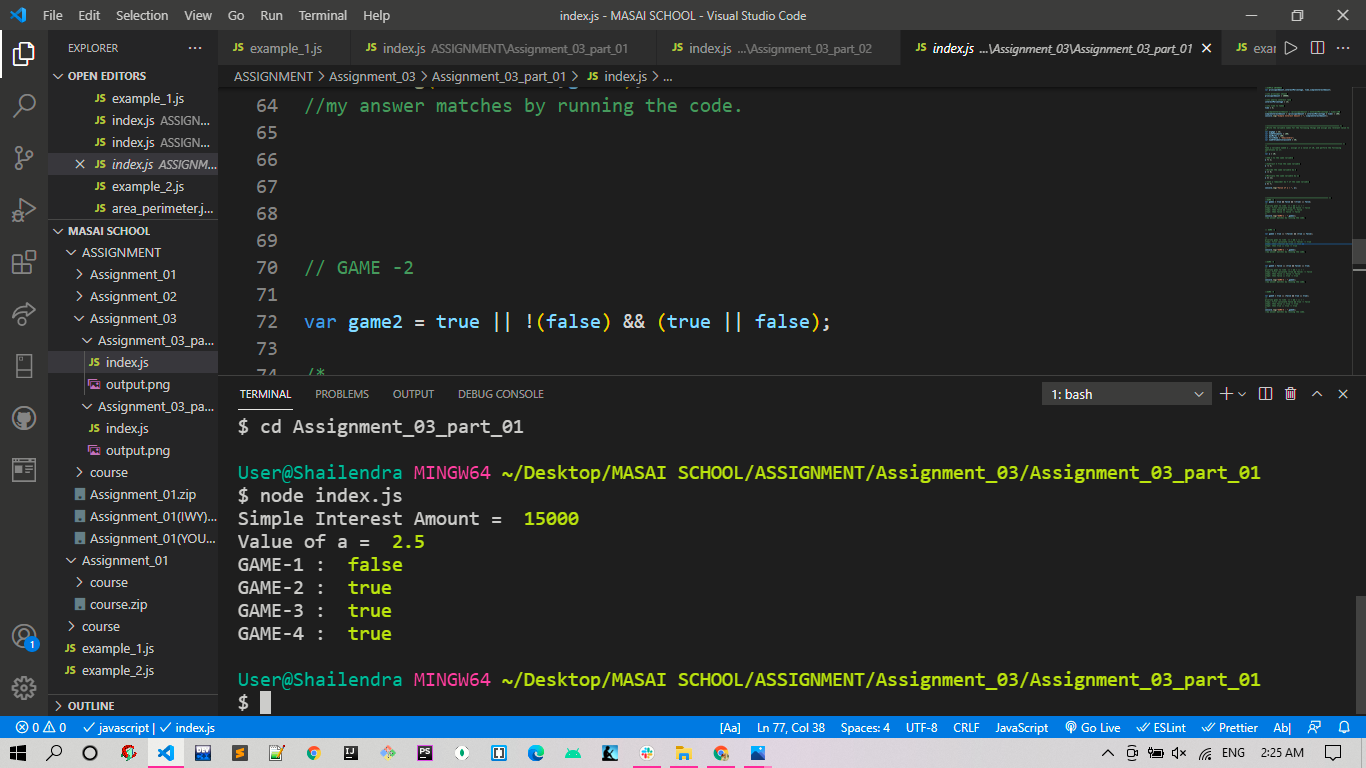 File Edit Selection View Go Run Terminal Help
index.js - MASAI SCHOOL - Visual Studio Code
EXPLORER
OPEN EDITORS
JS example_1.js
JS index.js ASSIGN...
JS index.js ASSIGN...
JS index.js ASSIGNM...
JS example_2.js
JS area_perimeter.j...
MASAI SCHOOL
ASSIGNMENT
Assignment_01
Assignment_02
Assignment_03
Assignment_03_pa...
JS index.js
output.png
Assignment_03_pa...
JS index.js
output.png
course
Assignment_01.zip
Assignment_01(IWY)...
Assignment_01(YOU...
Assignment_01
course
course.zip
course
JS example_1.js
JS example_2.js
OUTLINE
JS example_1.js JS index.js ASSIGNMENT\Assignment_03_part_01 JS index.js ...\Assignment_03_part_02 JS index.js ...\Assignment_03\Assignment_03_part_01 JS exar
ASSIGNMENT > Assignment_03 > Assignment_03_part_01 > JS index.js > ...
64 //my answer matches by running the code.
65
66
67
68
69
70 // GAME -2
71
72 var game2 = true || !(false) && (true || false);
73
74 /*
TERMINAL PROBLEMS OUTPUT DEBUG CONSOLE 1: bash
$ cd Assignment_03_part_01
User@Shailendra MINGW64 ~/Desktop/MASAI SCHOOL/ASSIGNMENT/Assignment_03/Assignment_03_part_01
$ node index.js
Simple Interest Amount =  15000
Value of a =  2.5
GAME-1 :  false
GAME-2 :  true
GAME-3 :  true
GAME-4 :  true
User@Shailendra MINGW64 ~/Desktop/MASAI SCHOOL/ASSIGNMENT/Assignment_03/Assignment_03_part_01
$
1
0 0 javascript | index.js [Aa] Ln 77, Col 38 Spaces: 4 UTF-8 CRLF JavaScript Go Live ESLint Prettier Ab|
ENG 2:25 AM